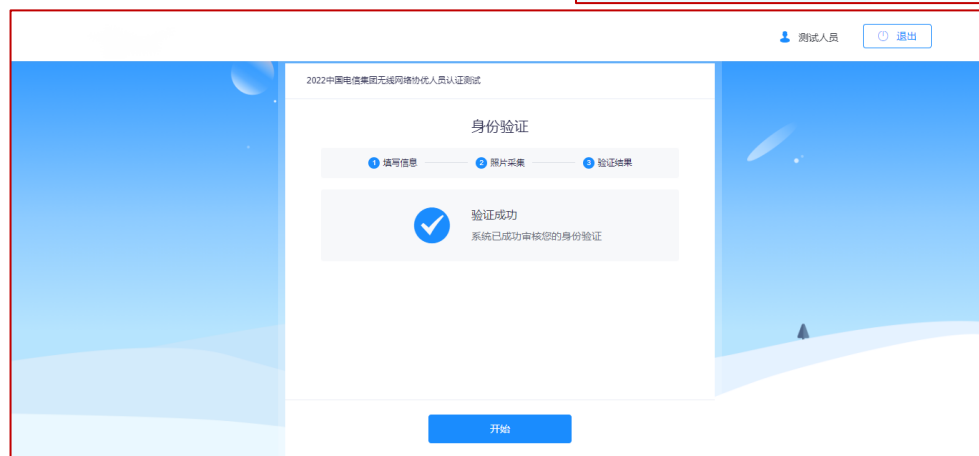 测试人员 退出
2022中国电信集团无线网络协优人员认证测试
身份验证
1 填写信息 2 照片采集 3 验证结果
验证成功
系统已成功审核您的身份验证
开始